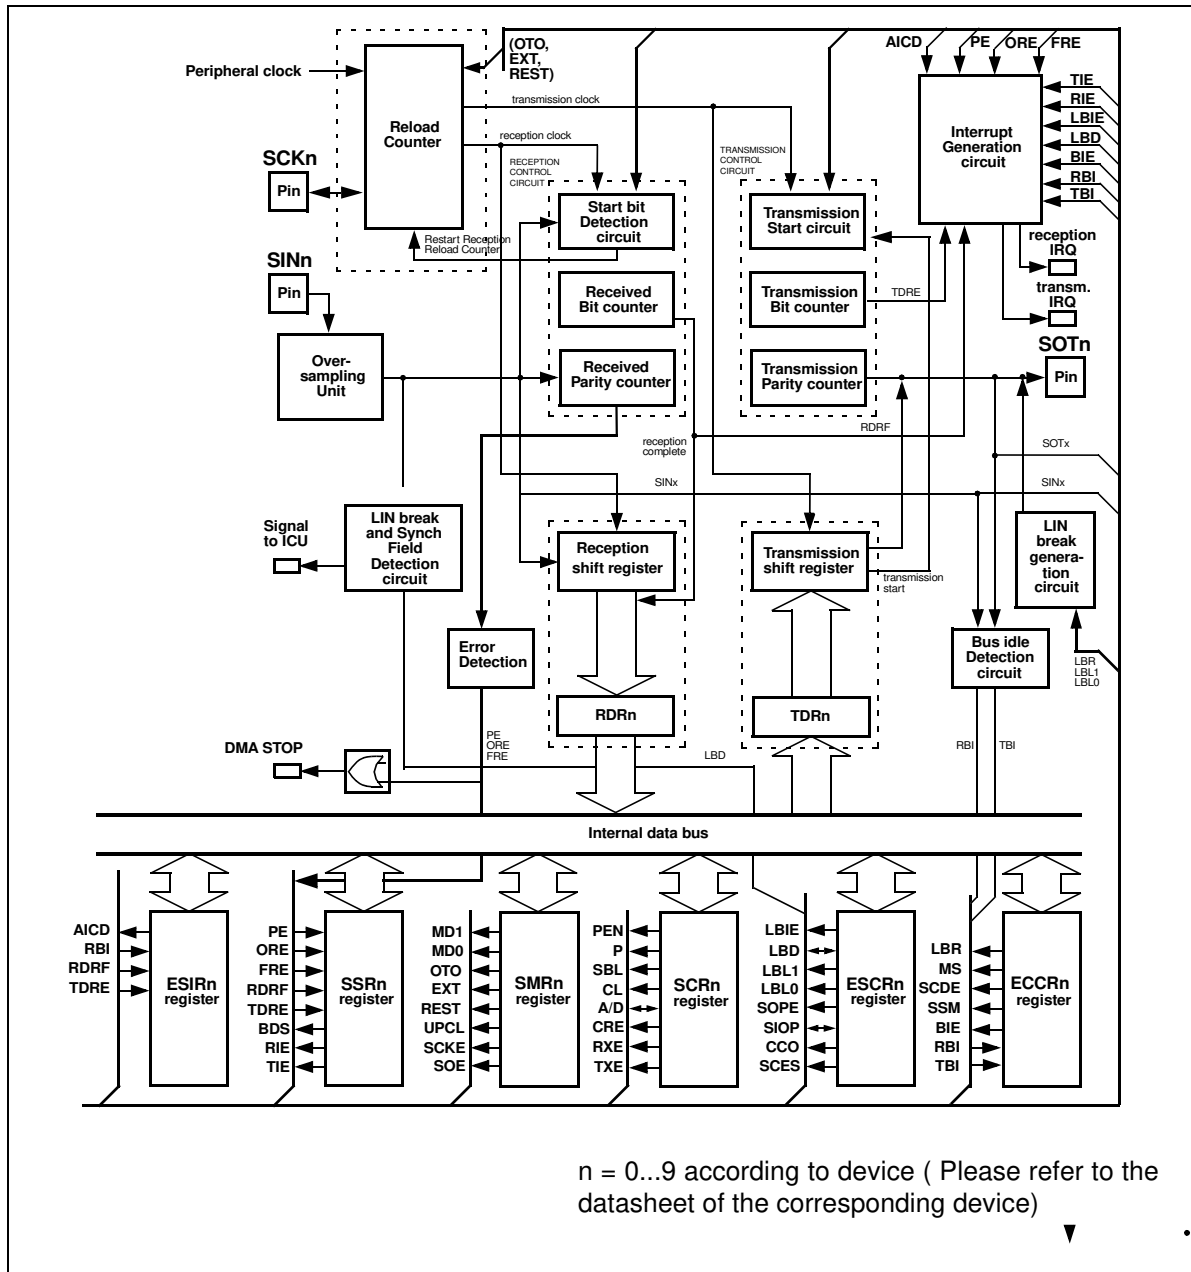 (OTO,
EXT,
REST)
AICD
PE
ORE
FRE
Peripheral clock
transmission clock
Reload
Counter
reception clock
Interrupt
Generation
circuit
TIE
RIE
LBIE
LBD
BIE
RBI
TBI
SCKn
Pin
RECEPTION
CONTROL
CIRCUIT
TRANSMISSION
CONTROL
CIRCUIT
Start bit
Detection
circuit
Transmission
Start circuit
Restart Reception
Reload Counter
reception
IRQ
transm.
IRQ
SINn
Pin
Received
Bit counter
Transmission
Bit counter
TDRE
SOTn
Pin
Over-
sampling
Unit
Received
Parity counter
Transmission
Parity counter
RDRF
reception
complete
SOTx
SINx
SINx
Signal
to ICU
LIN break
and Synch
Field
Detection
circuit
Reception
shift register
Transmission
shift register
transmission
start
LIN
break
genera-
tion
circuit
Error
Detection
Bus idle
Detection
circuit
LBR
LBL1
LBL0
RDRn
TDRn
PE
ORE
FRE
LBD
RBI
TBI
DMA STOP
Internal data bus
AICD
RBI
RDRF
TDRE
ESIRn
register
PE
ORE
FRE
RDRF
TDRE
BDS
RIE
TIE
SSRn
register
MD1
MD0
OTO
EXT
REST
UPCL
SCKE
SOE
SMRn
register
PEN
P
SBL
CL
A/D
CRE
RXE
TXE
SCRn
register
LBIE
LBD
LBL1
LBL0
SOPE
SIOP
CCO
SCES
ESCRn
register
LBR
MS
SCDE
SSM
BIE
RBI
TBI
ECCRn
register
n = 0...9 according to device ( Please refer to the
datasheet of the corresponding device)